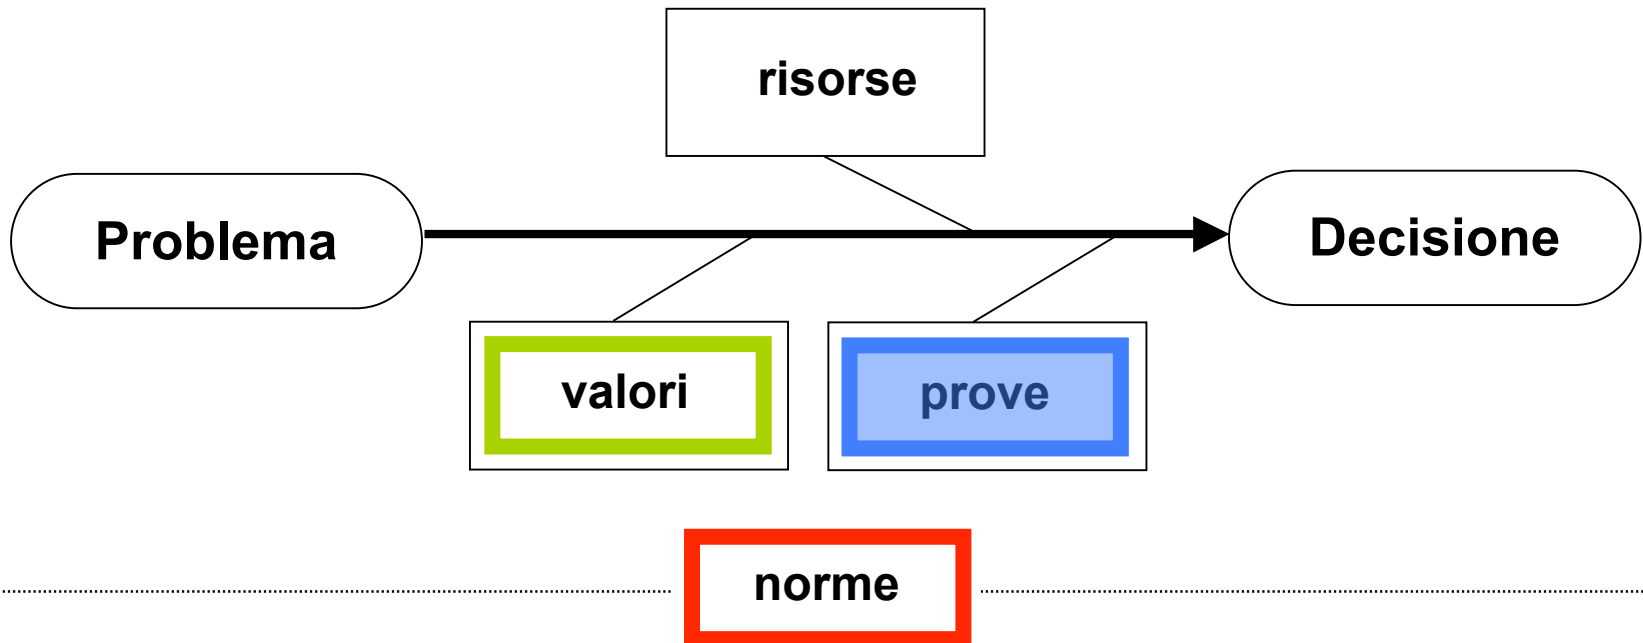 risorse
Problema
Decisione
valori
prove
norme